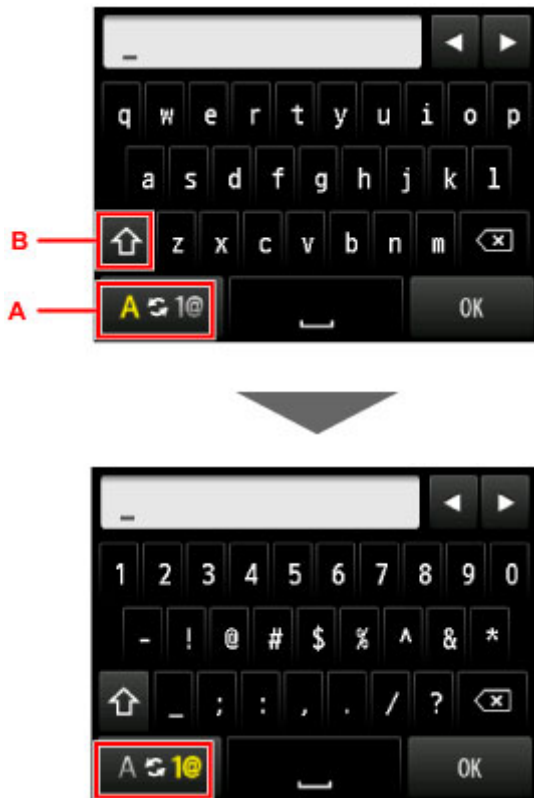 _
q w e r t y u i o p
a s d f g h j k l
B
z x c v b n m
A
A 1@
OK
_
1 2 3 4 5 6 7 8 9 0
- ! @ # $ % ^ & *
_ ; : , . / ?
A 1@
OK